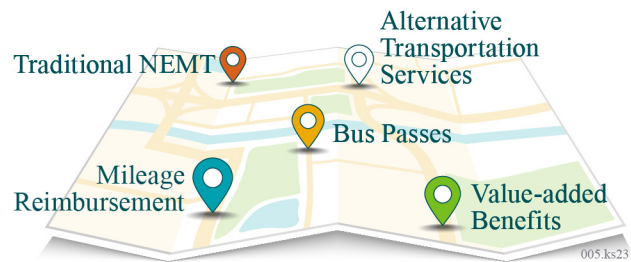 Traditional NEMT
Alternative
Transportation
Services
Bus Passes
Mileage
Reimbursement
Value-added
Benefits
005.ks23